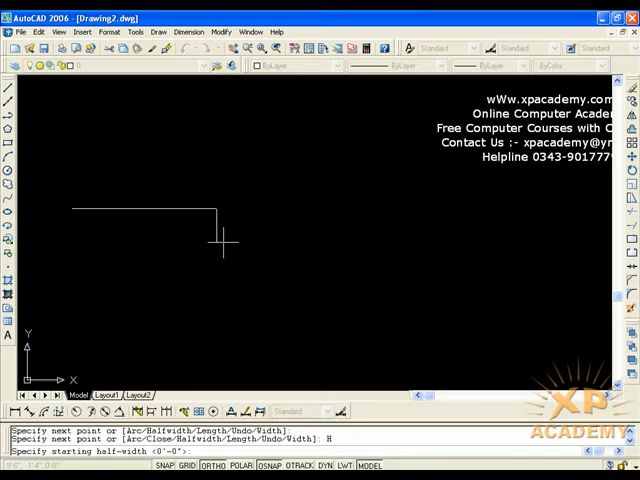 AutoCAD 2006 - [Drawing2.dwg]
File Edit View Insert Format Tools Draw Dimension Modify Window Help
Standard Standard Standard
0 ByLayer ByLayer ByLayer ByColor
wWw.xpacademy.com
Online Computer Acade
Free Computer Courses with C
Contact Us :- xpacademy@y
Helpline 0343-901777
Y
X
Model Layout1 Layout2
Standard
XP
ACADEMY
Specify next point or [Arc/Halfwidth/Length/Undo/Width]:
Specify next point or [Arc/Close/Halfwidth/Length/Undo/Width]: H
Specify starting half-width <0'-0">:
SNAP GRID ORTHO POLAR OSNAP OTRACK DYN LWT MODEL